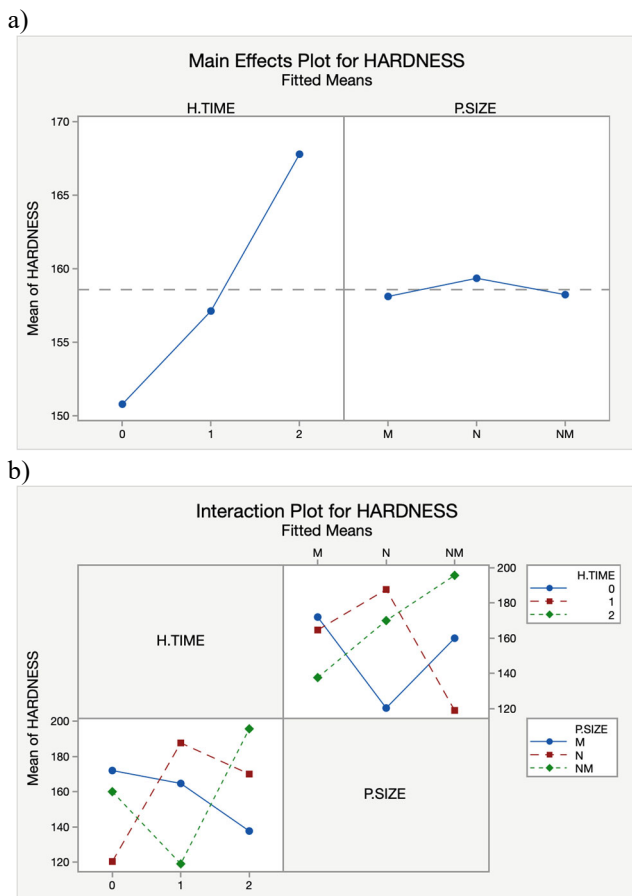 a)
Main Effects Plot for HARDNESS
Fitted Means
H.TIME P.SIZE
Mean of HARDNESS
170
165
160
155
150
0 1 2 M N NM
b)
Interaction Plot for HARDNESS
Fitted Means
M N NM
H.TIME
200
180
160
140
120
H.TIME
0
1
2
Mean of HARDNESS
200
180
160
140
120
P.SIZE
P.SIZE
M
N
NM
0 1 2